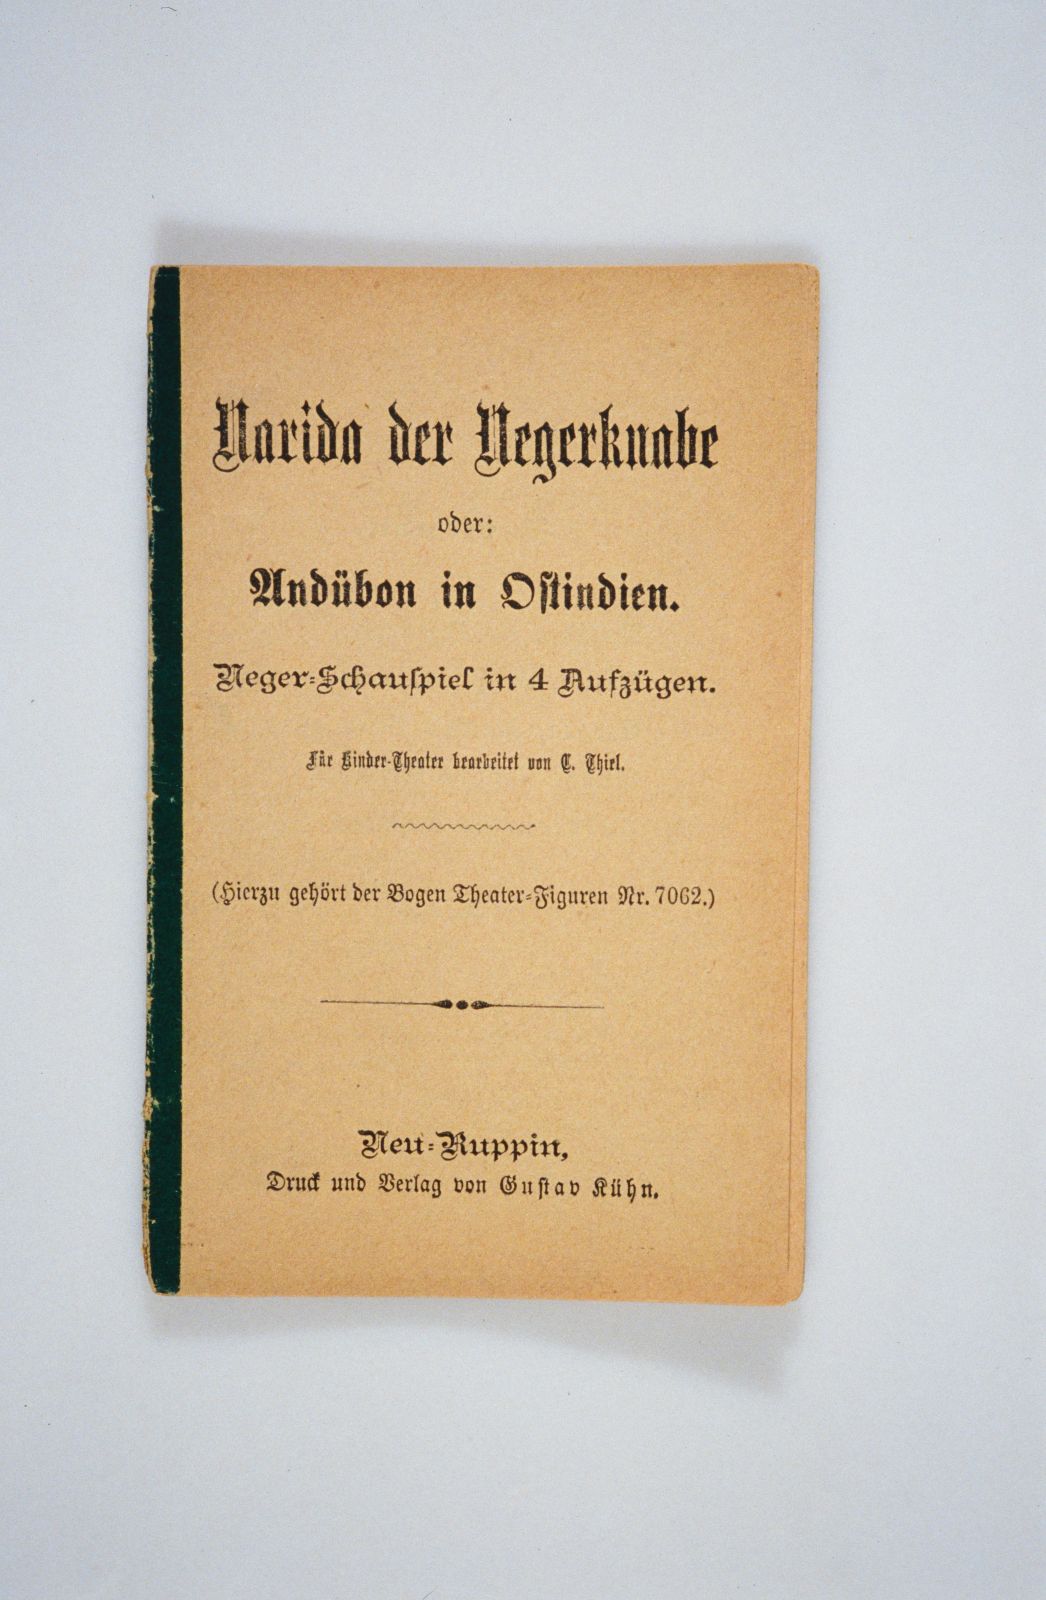 Narida der Negerknabe
oder:
Andübon in Ostindien.
Neger-Schauspiel in 4 Aufzügen.
Für Kinder-Theater bearbeitet von C. Thiel.
(Hierzu gehört der Bogen Theater-Figuren Nr. 7062.)
Neu-Ruppin,
Druck und Verlag von Gustav Kühn.